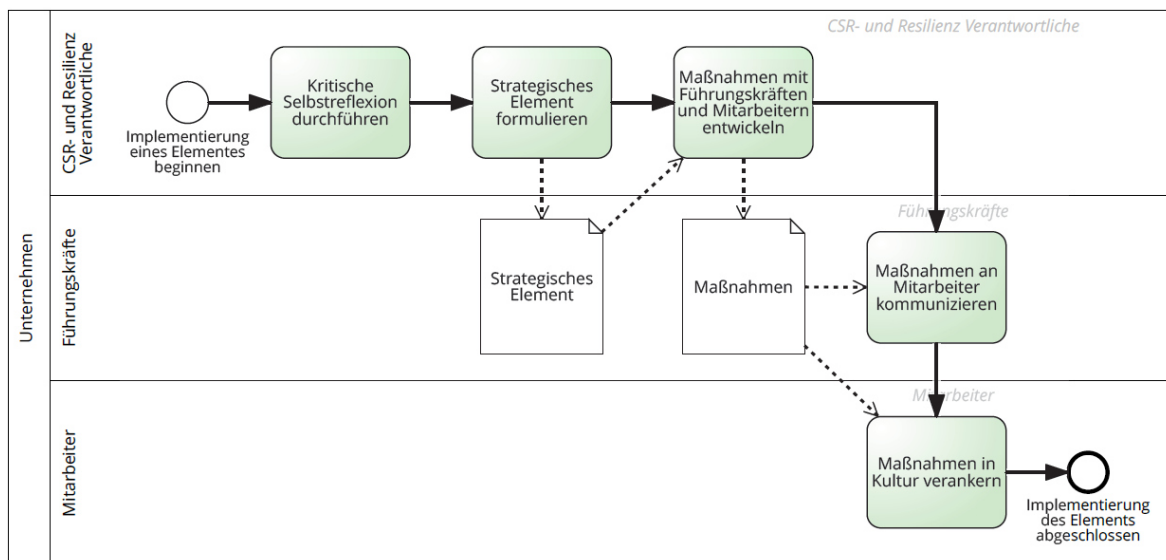 CSR- und Resilienz Verantwortliche
Unternehmen
CSR- und Resilienz
Verantwortliche
Implementierung
eines Elementes
beginnen
Kritische
Selbstreflexion
durchführen
Strategisches
Element
formulieren
Maßnahmen mit
Führungskräften
und Mitarbeitern
entwickeln
Führungskräfte
Führungskräfte
Strategisches
Element
Maßnahmen
Maßnahmen an
Mitarbeiter
kommunizieren
Mitarbeiter
Mitarbeiter
Maßnahmen in
Kultur verankern
Implementierung
des Elements
abgeschlossen